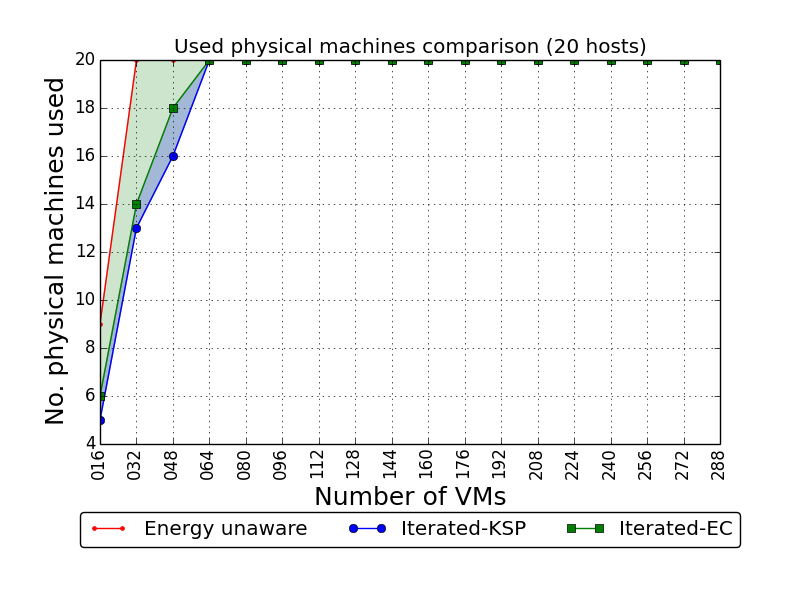 Used physical machines comparison (20 hosts)
No. physical machines used
20
18
16
14
12
10
8
6
4
016 032 048 064 080 096 112 128 144 160 176 192 208 224 240 256 272 288
Number of VMs
Energy unaware Iterated-KSP Iterated-EC